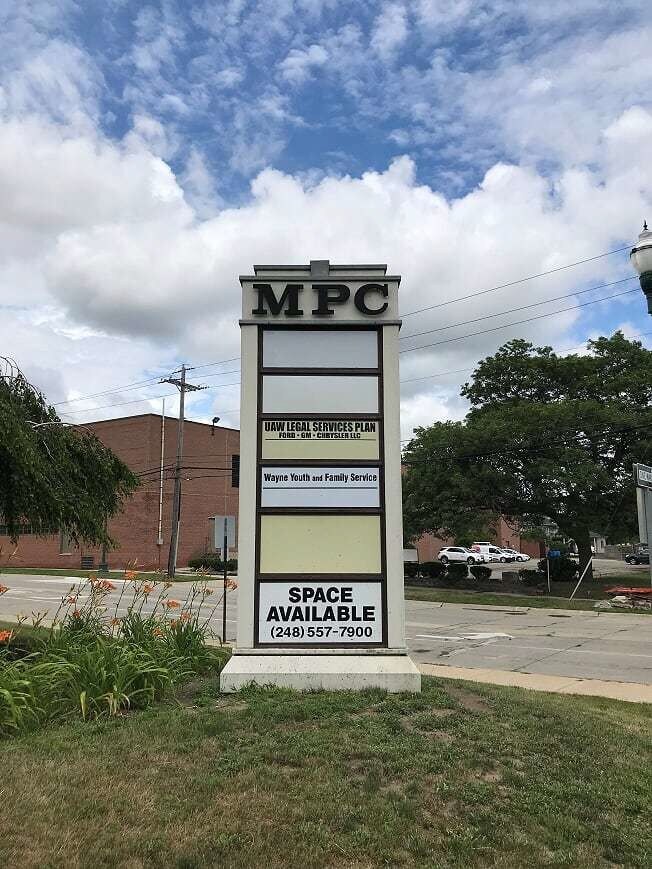 MPC
UAW LEGAL SERVICES PLAN
FORD - GM - CHRYSLER LLC
Wayne Youth and Family Service
SPACE
AVAILABLE
(248) 557-7900